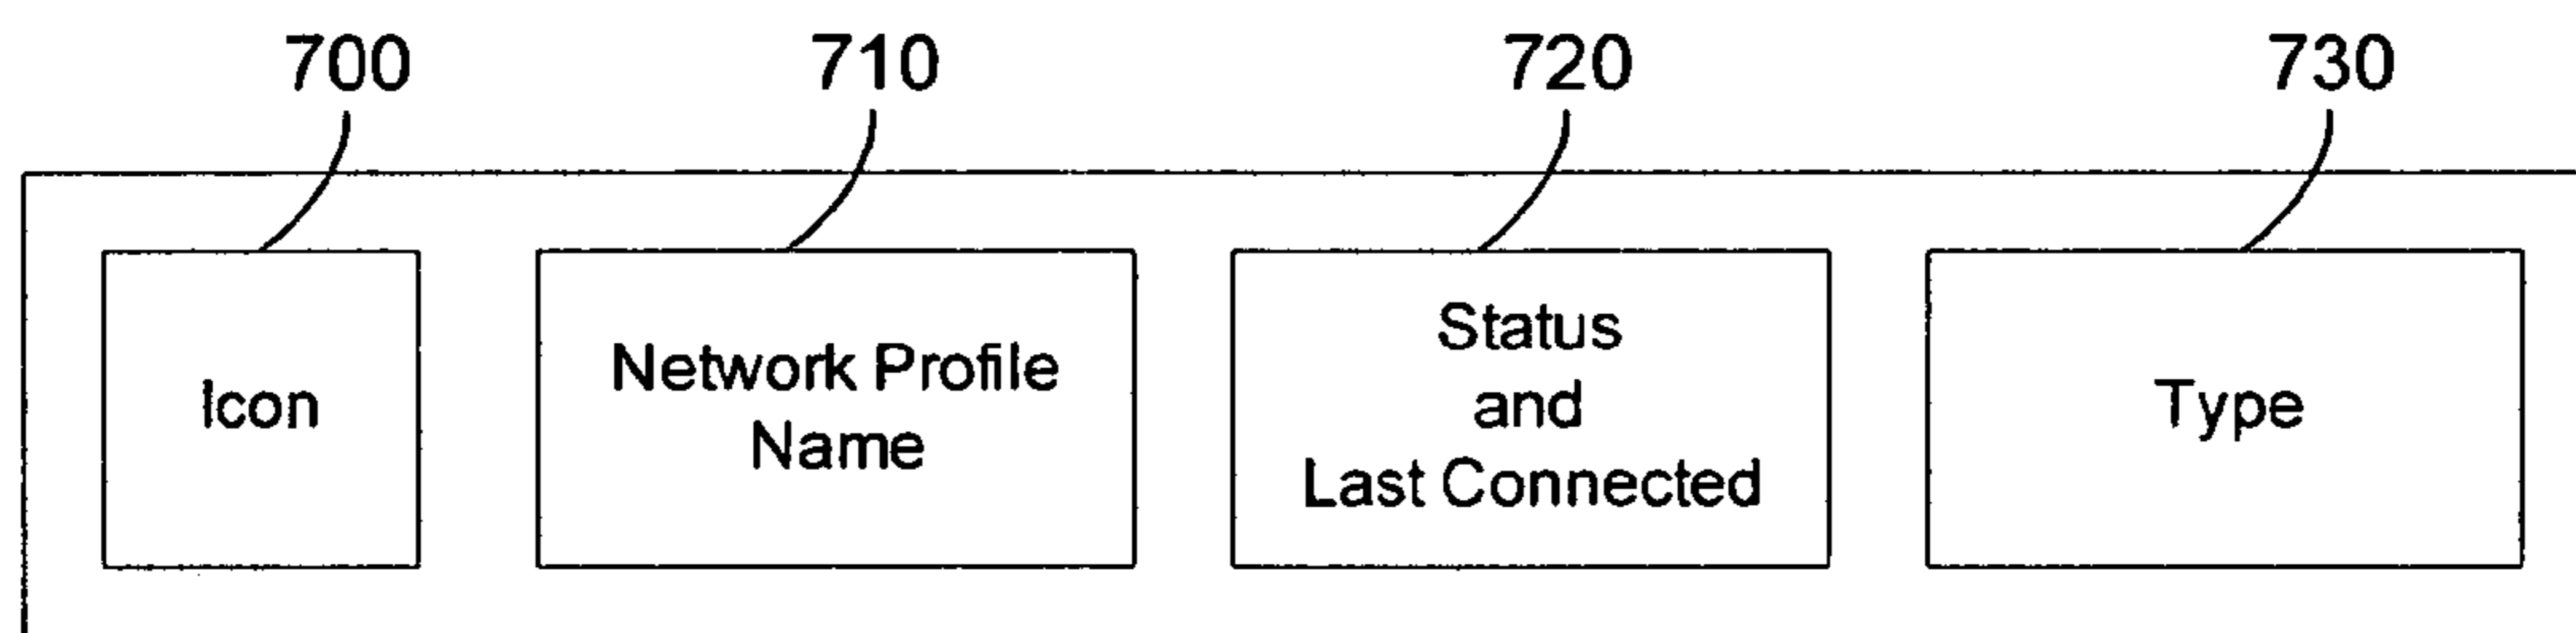 700
710
720
730
Icon
Network Profile
Name
Status
and
Last Connected
Type